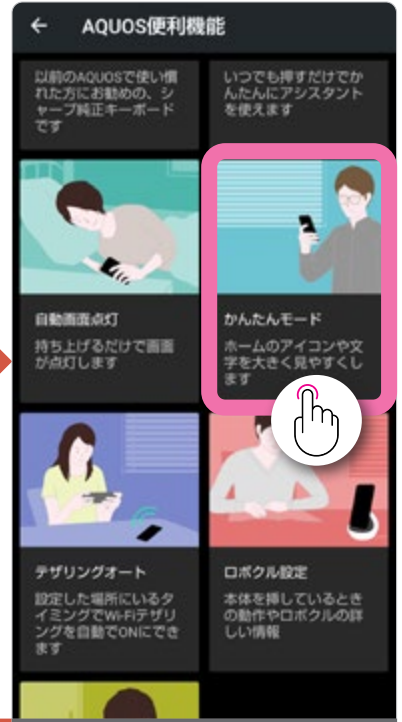 ← AQUOS便利機能
以前のAQUOSで使い慣
れた方にお勧めの、シ
ャープ純正キーボード
です
いつでも押すだけでか
んたんにアシスタント
を使えます
自動画面点灯
持ち上げるだけで画面
が点灯します
かんたんモード
ホームのアイコンや文
字を大きく見やすくし
ます
テザリングオート
設定した場所にいるタ
イミングでWi-Fiテザリ
ングを自動でONにでき
ます
ロボクル設定
本体を挿しているとき
の動作やロボクルの詳
しい情報